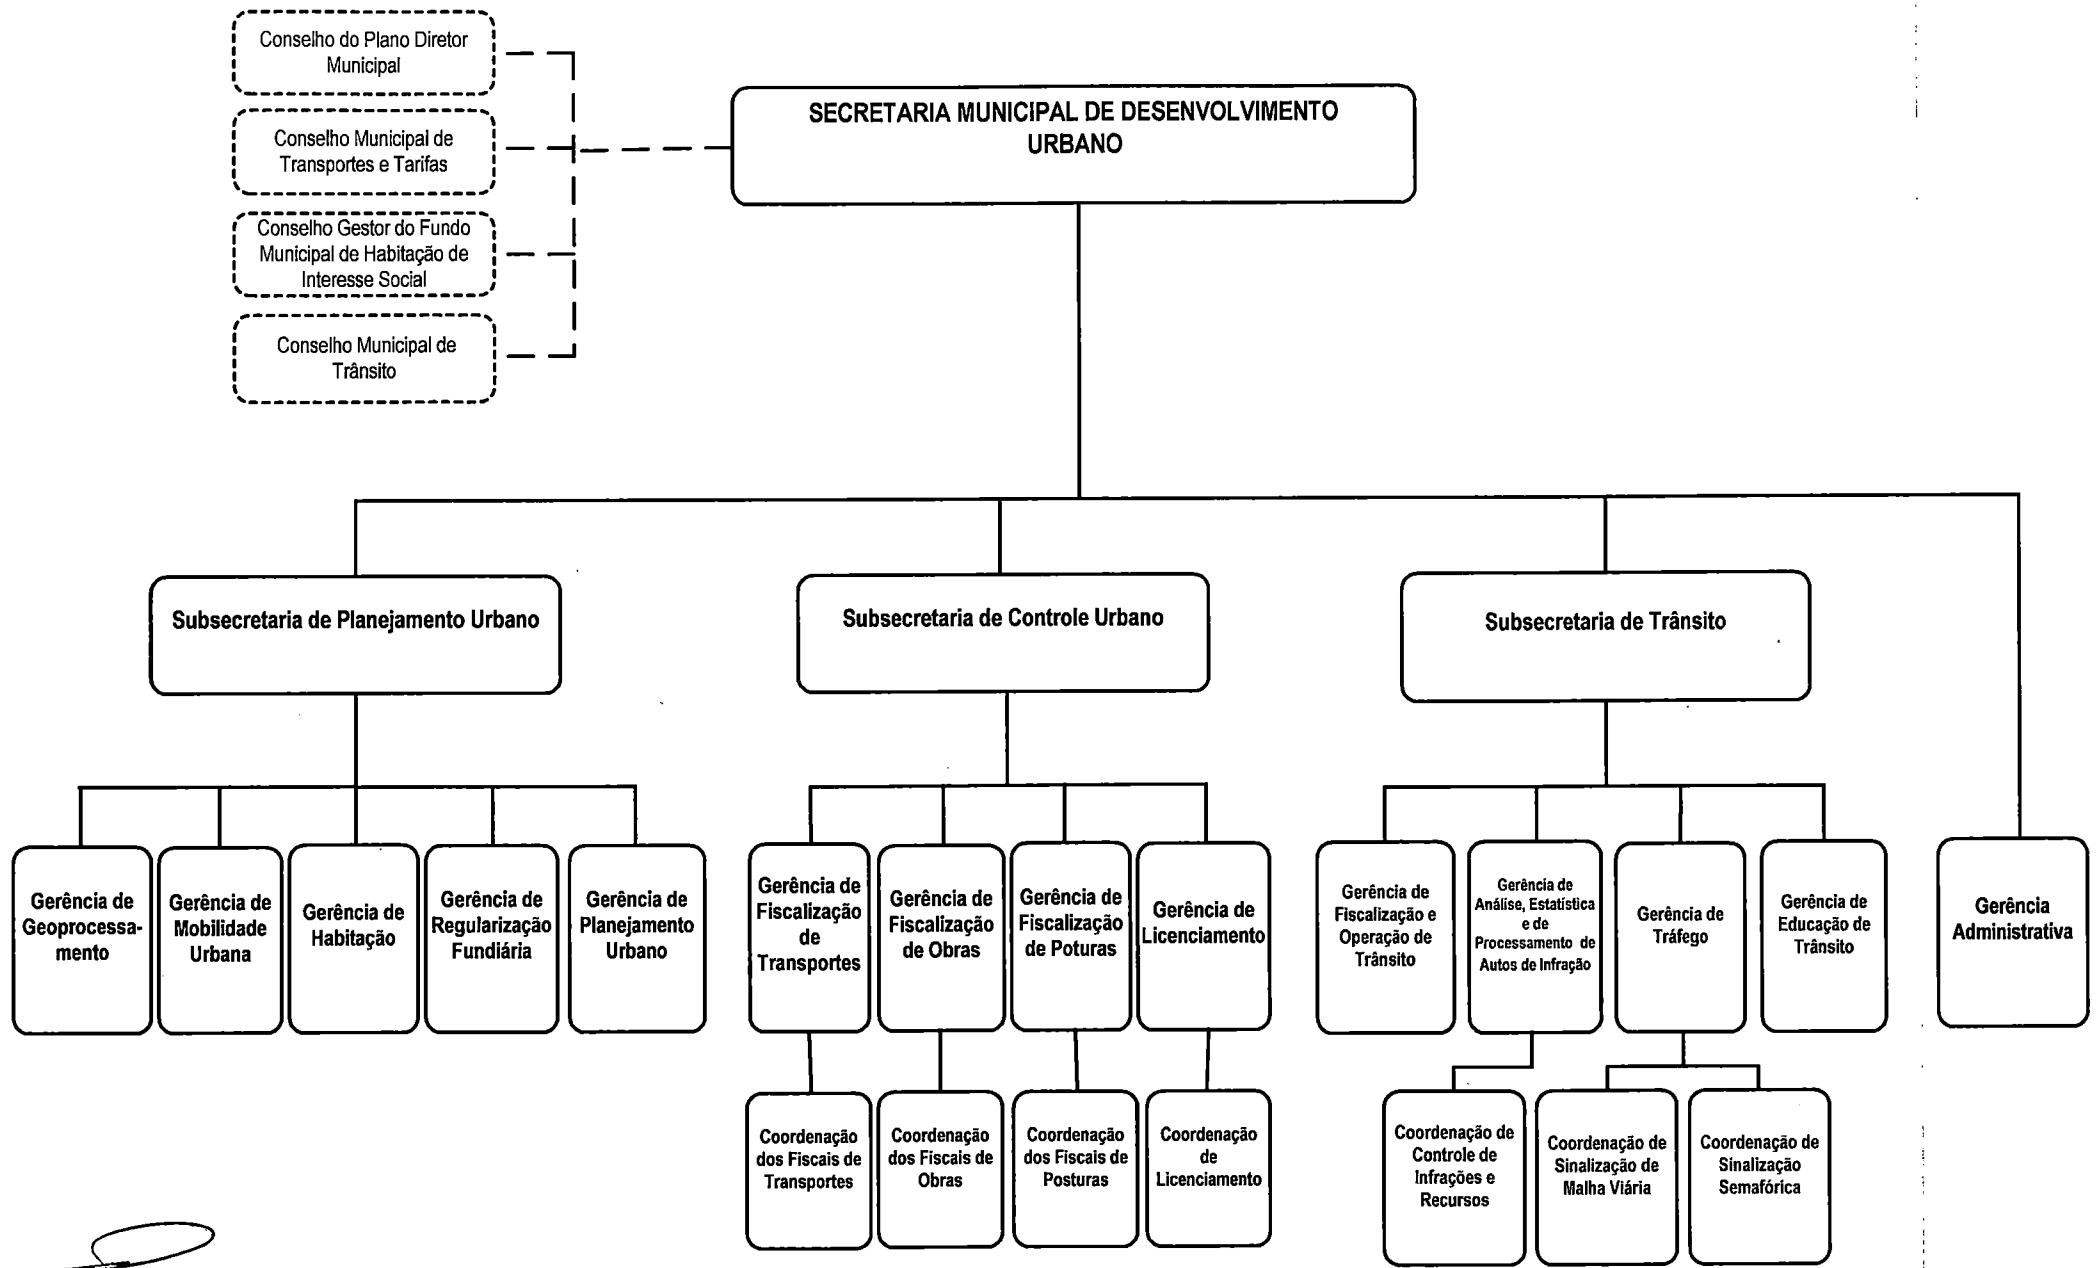 Conselho do Plano Diretor
Municipal
Conselho Municipal de
Transportes e Tarifas
Conselho Gestor do Fundo
Municipal de Habitação de
Interesse Social
Conselho Municipal de
Trânsito
SECRETARIA MUNICIPAL DE DESENVOLVIMENTO
URBANO
Subsecretaria de Planejamento Urbano
Subsecretaria de Controle Urbano
Subsecretaria de Trânsito
Gerência de
Geoprocessa-
mento
Gerência de
Mobilidade
Urbana
Gerência de
Habitação
Gerência de
Regularização
Fundiária
Gerência de
Planejamento
Urbano
Gerência de
Fiscalização
de
Transportes
Gerência de
Fiscalização
de Obras
Gerência de
Fiscalização
de Poturas
Gerência de
Licenciamento
Gerência de
Fiscalização e
Operação de
Trânsito
Gerência de
Análise, Estatística
e de
Processamento de
Autos de Infração
Gerência de
Tráfego
Gerência de
Educação de
Trânsito
Gerência
Administrativa
Coordenação
dos Fiscais de
Transportes
Coordenação
dos Fiscais de
Obras
Coordenação
dos Fiscais de
Posturas
Coordenação
de
Licenciamento
Coordenação de
Controle de
Infrações e
Recursos
Coordenação de
Sinalização de
Malha Viária
Coordenação de
Sinalização
Semafórica